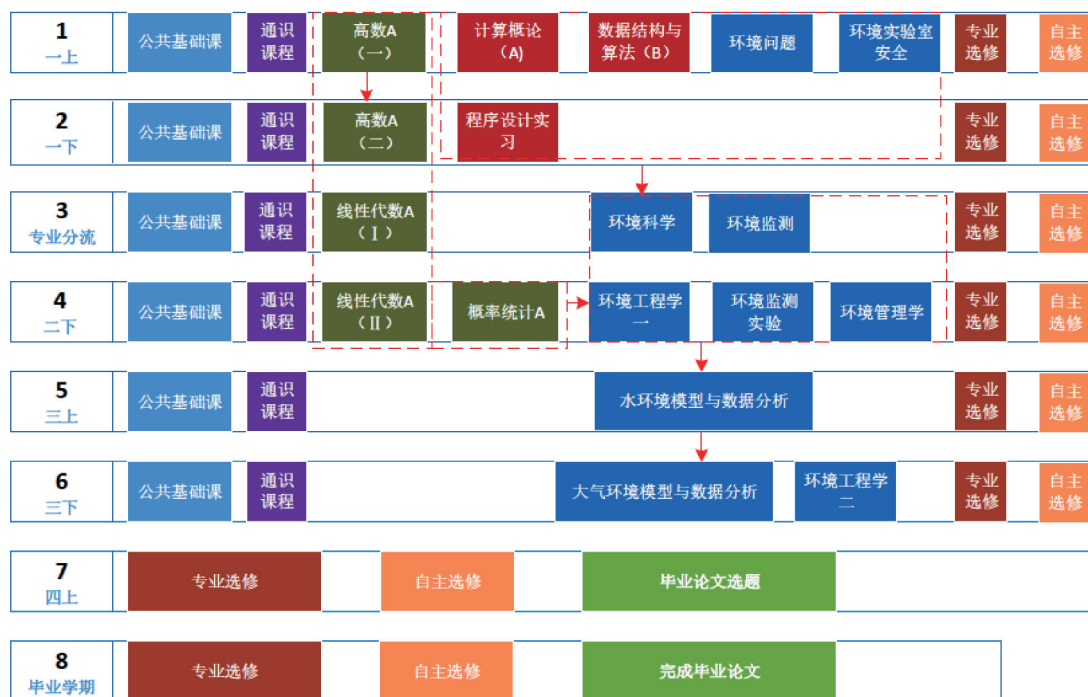 1
一上
公共基础课
通识
课程
高数A
（一）
计算概论
（A)
数据结构与
算法（B）
环境问题
环境实验室
安全
专业
选修
自主
选修
2
一下
公共基础课
通识
课程
高数A
（二）
程序设计实
习
专业
选修
自主
选修
3
专业分流
公共基础课
通识
课程
线性代数A
（Ⅰ）
环境科学
环境监测
专业
选修
自主
选修
4
二下
公共基础课
通识
课程
线性代数A
（Ⅱ）
概率统计A
环境工程学
一
环境监测
实验
环境管理学
专业
选修
自主
选修
5
三上
公共基础课
通识
课程
水环境模型与数据分析
专业
选修
自主
选修
6
三下
公共基础课
通识
课程
大气环境模型与数据分析
环境工程学
二
专业
选修
自主
选修
7
四上
专业选修
自主选修
毕业论文选题
8
毕业学期
专业选修
自主选修
完成毕业论文